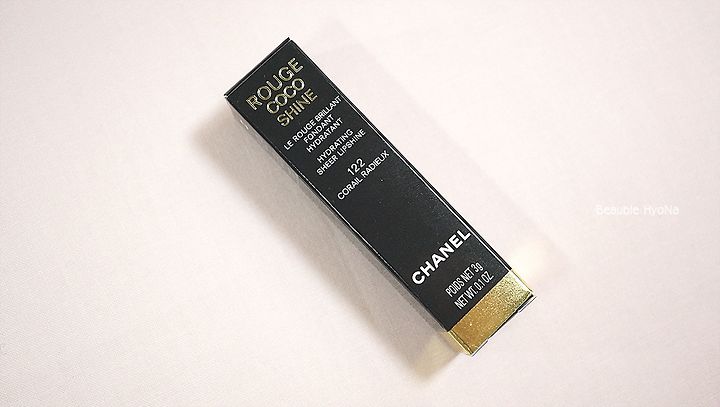 ROUGE
COCO
SHINE
LE ROUGE BRILLANT
FONDANT
HYDRATANT
HYDRATING
SHEER LIPSHINE
122
CORAIL RADIEUX
CHANEL
POIDS NET 3g
NET WT. 0.1 OZ.
Beauble HyoNa